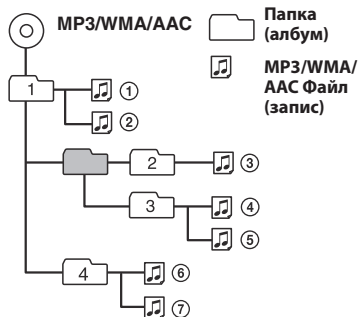 MP3/WMA/AAC
Папка
(албум)
MP3/WMA/
AAC Файл
(запис)
1
①
②
2
③
3
④
⑤
4
⑥
⑦